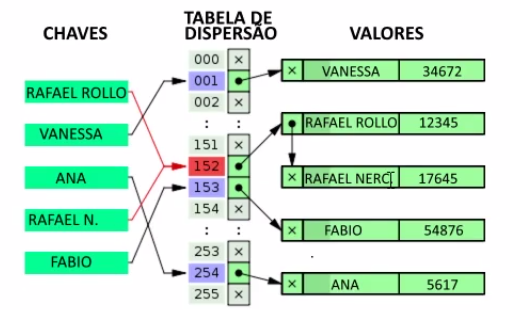 CHAVES
TABELA DE
DISPERSÃO
VALORES
RAFAEL ROLLO
VANESSA
ANA
RAFAEL N.
FABIO
000 ×
001
002 ×
: :
151 ×
152
153
154 ×
: :
253 ×
254
255 ×
× VANESSA 34672
RAFAEL ROLLO 12345
× RAFAEL NERC 17645
× FABIO 54876
× ANA 5617